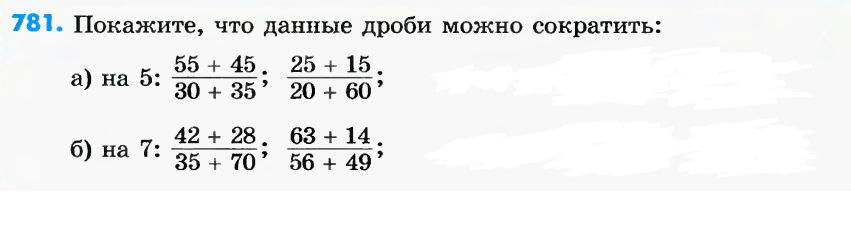 781. Покажите, что данные дроби можно сократить:
а) на 5: (55 + 45)/(30 + 35); (25 + 15)/(20 + 60);
б) на 7: (42 + 28)/(35 + 70); (63 + 14)/(56 + 49);